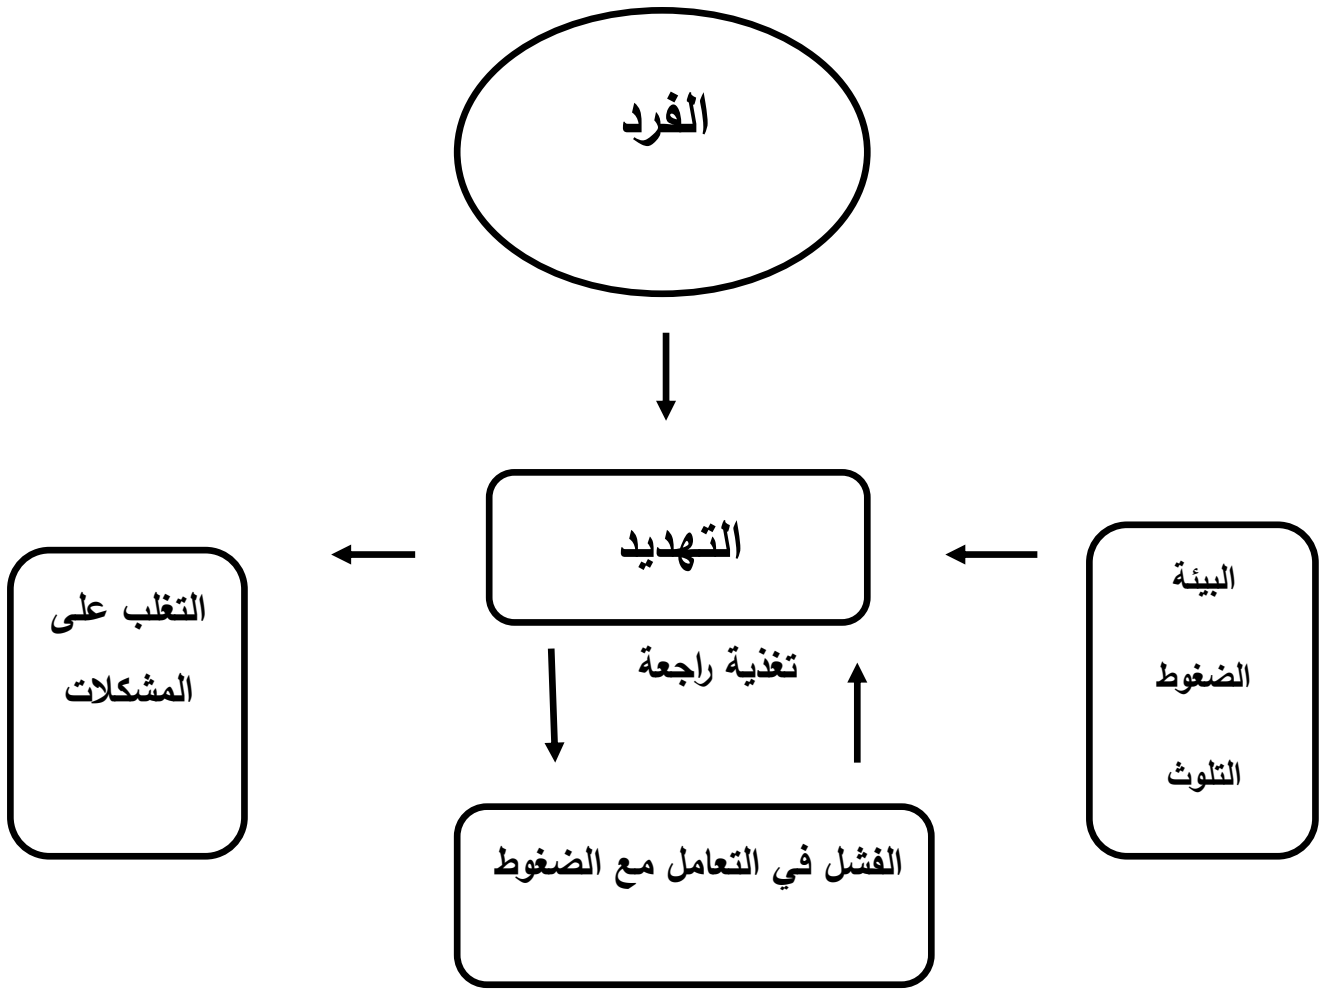 الفرد
التهديد
البيئة
الضغوط
التلوث
التغلب على
المشكلات
تغذية راجعة
الفشل في التعامل مع الضغوط